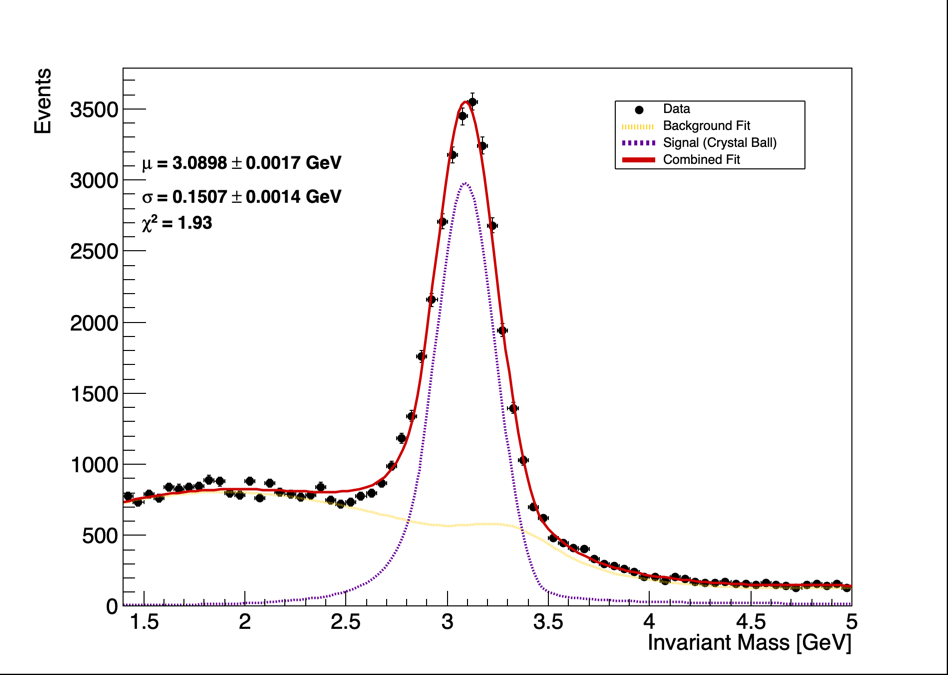 Events
3500
3000
2500
2000
1500
1000
500
0
μ = 3.0898 ± 0.0017 GeV
σ = 0.1507 ± 0.0014 GeV
χ² = 1.93
Data
Background Fit
Signal (Crystal Ball)
Combined Fit
1.5 2 2.5 3 3.5 4 4.5 5
Invariant Mass [GeV]